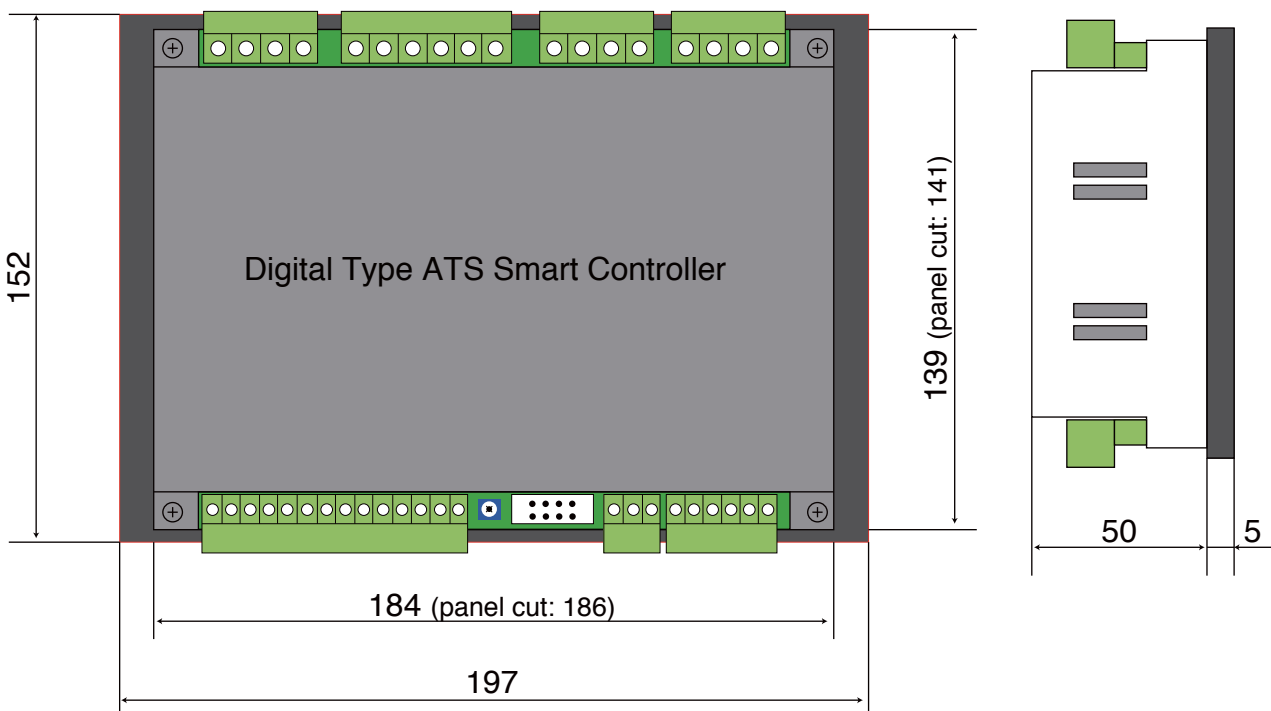 152
Digital Type ATS Smart Controller
139 (panel cut: 141)
50
5
184 (panel cut: 186)
197